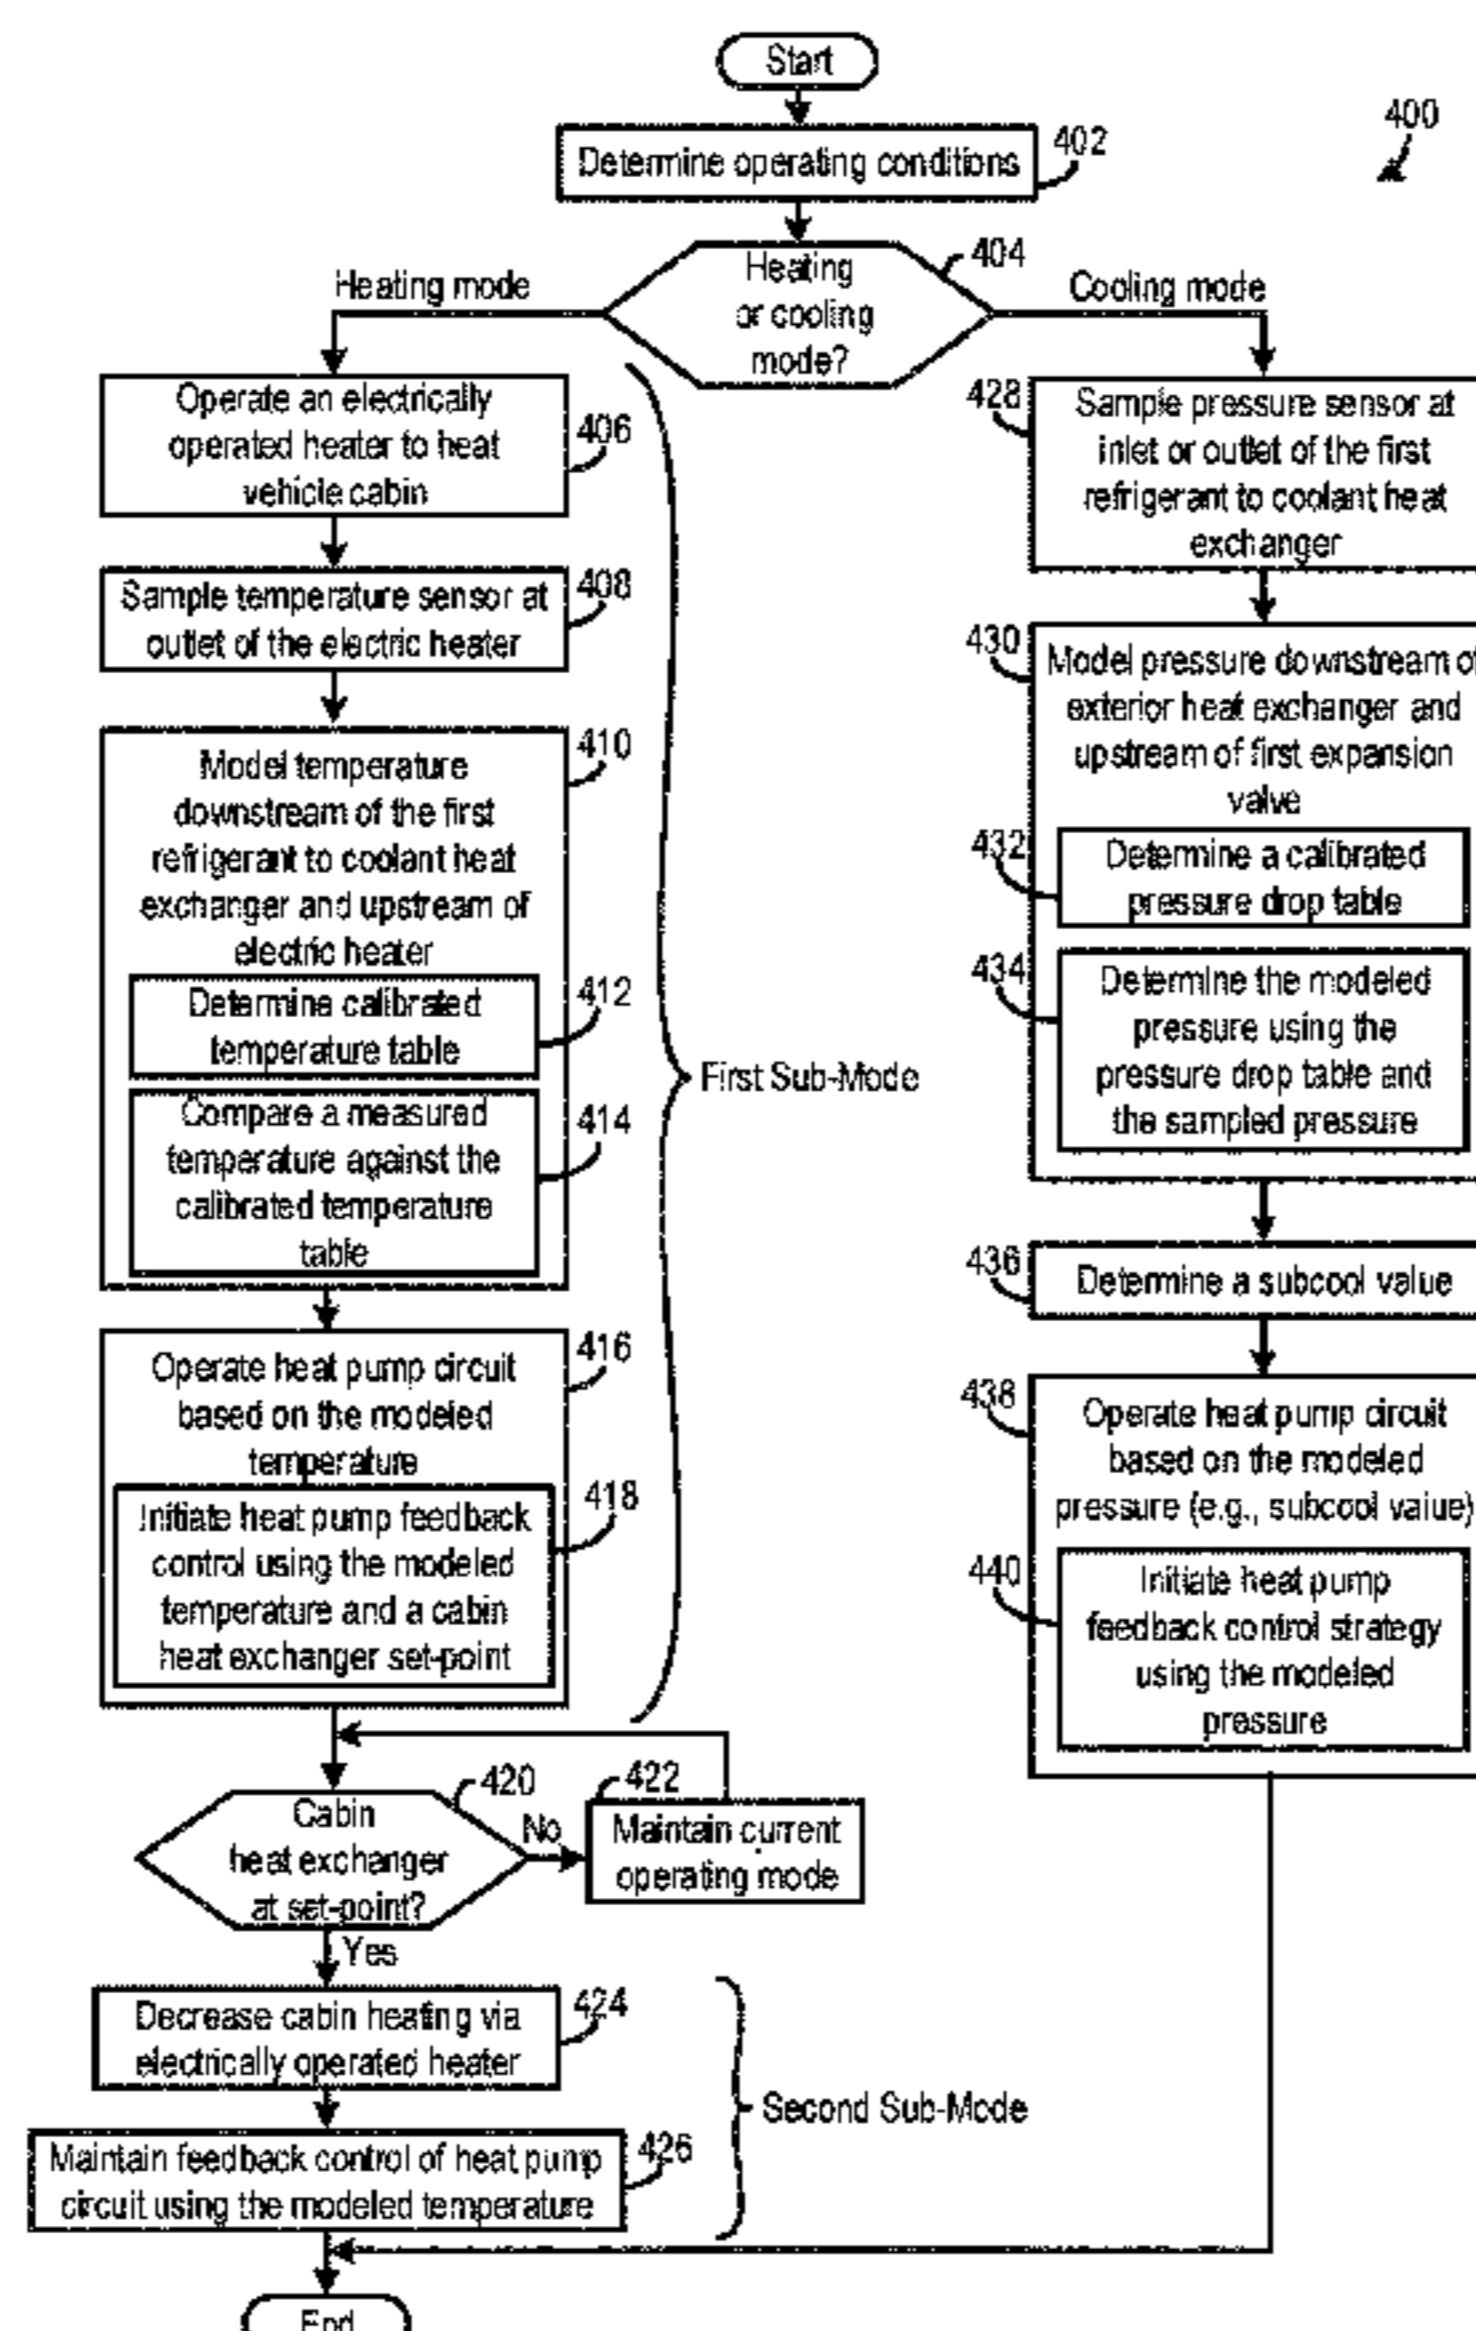 Start
400
Determine operating conditions
402
Heating
or cooling
mode?
404
Heating mode
Cooling mode
Operate an electrically
operated heater to heat
vehicle cabin
406
Sample temperature sensor at
outlet of the electric heater
408
Model temperature
downstream of the first
refrigerant to coolant heat
exchanger and upstream of
electric heater
410
Determine calibrated
temperature table
412
Compare a measured
temperature against the
calibrated temperature
table
414
First Sub-Mode
Operate heat pump circuit
based on the modeled
temperature
416
Initiate heat pump feedback
control using the modeled
temperature and a cabin
heat exchanger set-point
418
Cabin
heat exchanger
at set-point?
420
No
422
Maintain current
operating mode
Yes
Decrease cabin heating via
electrically operated heater
424
Second Sub-Mode
Maintain feedback control of heat pump
circuit using the modeled temperature
426
428
Sample pressure sensor at
inlet or outlet of the first
refrigerant to coolant heat
exchanger
430
Model pressure downstream of
exterior heat exchanger and
upstream of first expansion
valve
432
Determine a calibrated
pressure drop table
434
Determine the modeled
pressure using the
pressure drop table and
the sampled pressure
436
Determine a subcool value
438
Operate heat pump circuit
based on the modeled
pressure (e.g., subcool value)
440
Initiate heat pump
feedback control strategy
using the modeled
pressure
End